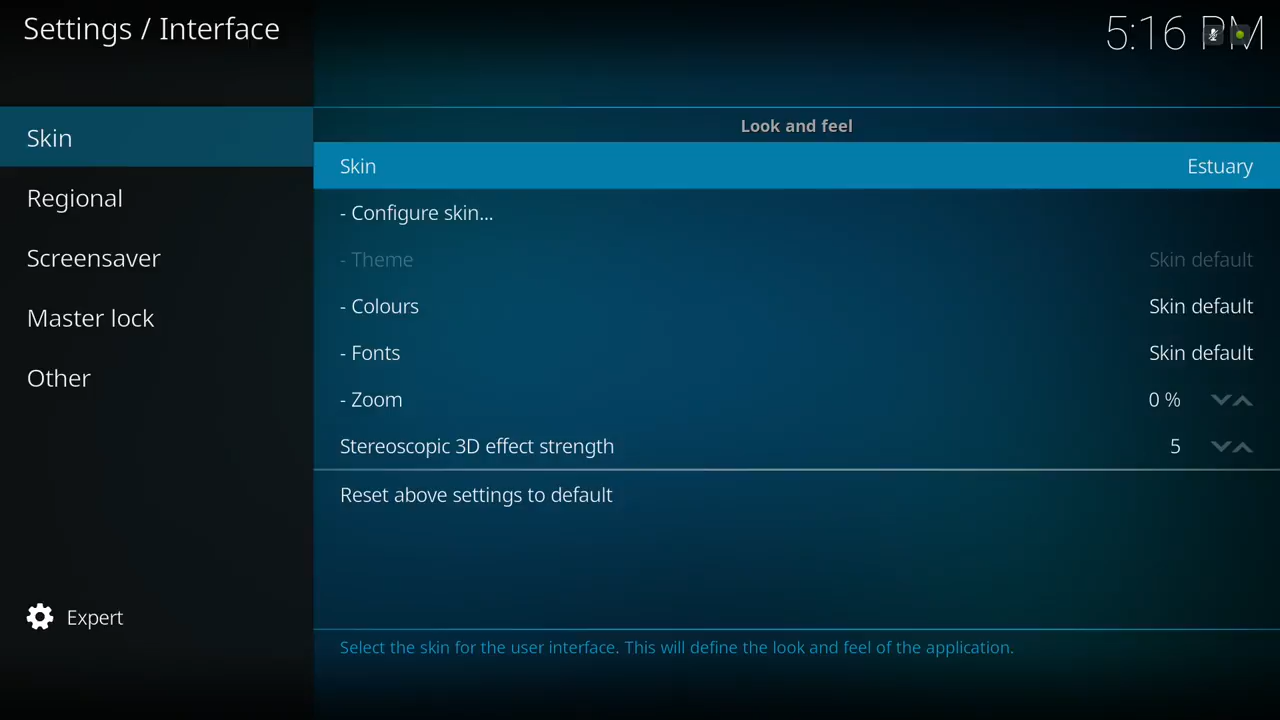 Settings / Interface
5:16 PM
Skin
Regional
Screensaver
Master lock
Other
Expert
Look and feel
Skin Estuary
- Configure skin...
- Theme Skin default
- Colours Skin default
- Fonts Skin default
- Zoom 0 %
Stereoscopic 3D effect strength 5
Reset above settings to default
Select the skin for the user interface. This will define the look and feel of the application.